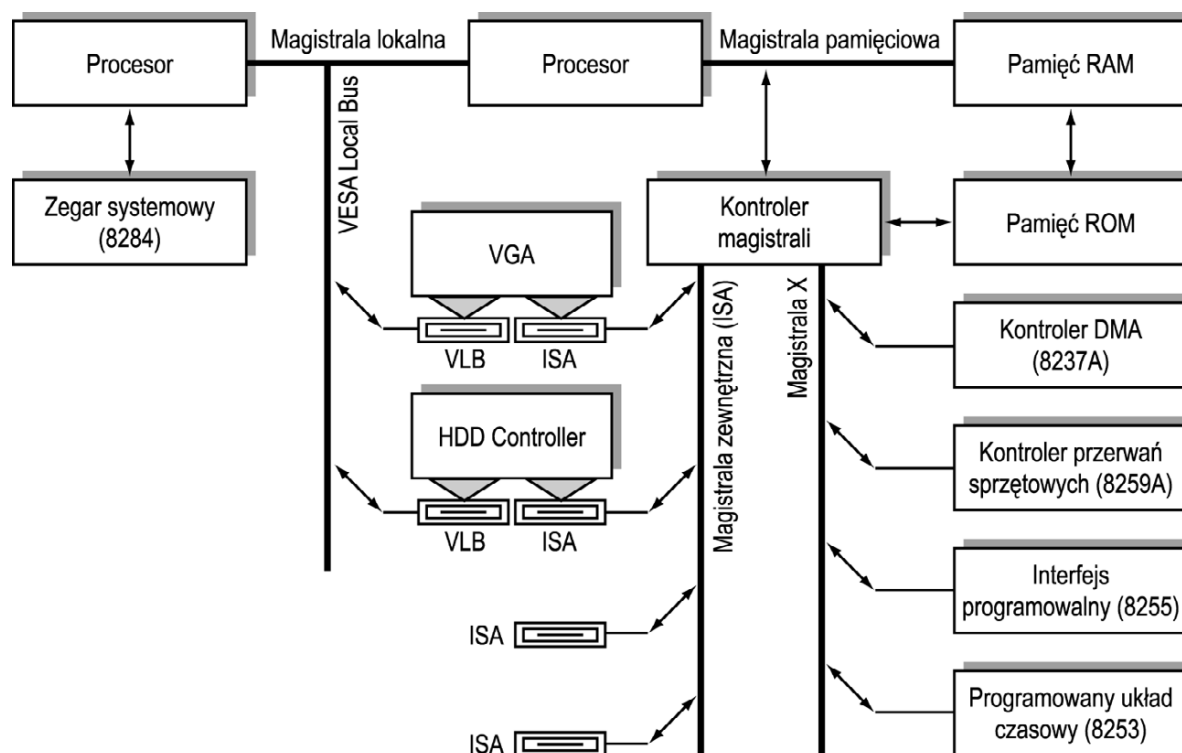 Procesor
Magistrala lokalna
Procesor
Magistrala pamięciowa
Pamięć RAM
VESA Local Bus
Zegar systemowy
(8284)
VGA
VLB
ISA
Kontroler
magistrali
Pamięć ROM
Magistrala zewnętrzna (ISA)
Magistrala X
Kontroler DMA
(8237A)
HDD Controller
VLB
ISA
Kontroler przerwań
sprzętowych (8259A)
ISA
Interfejs
programowalny (8255)
ISA
Programowany układ
czasowy (8253)